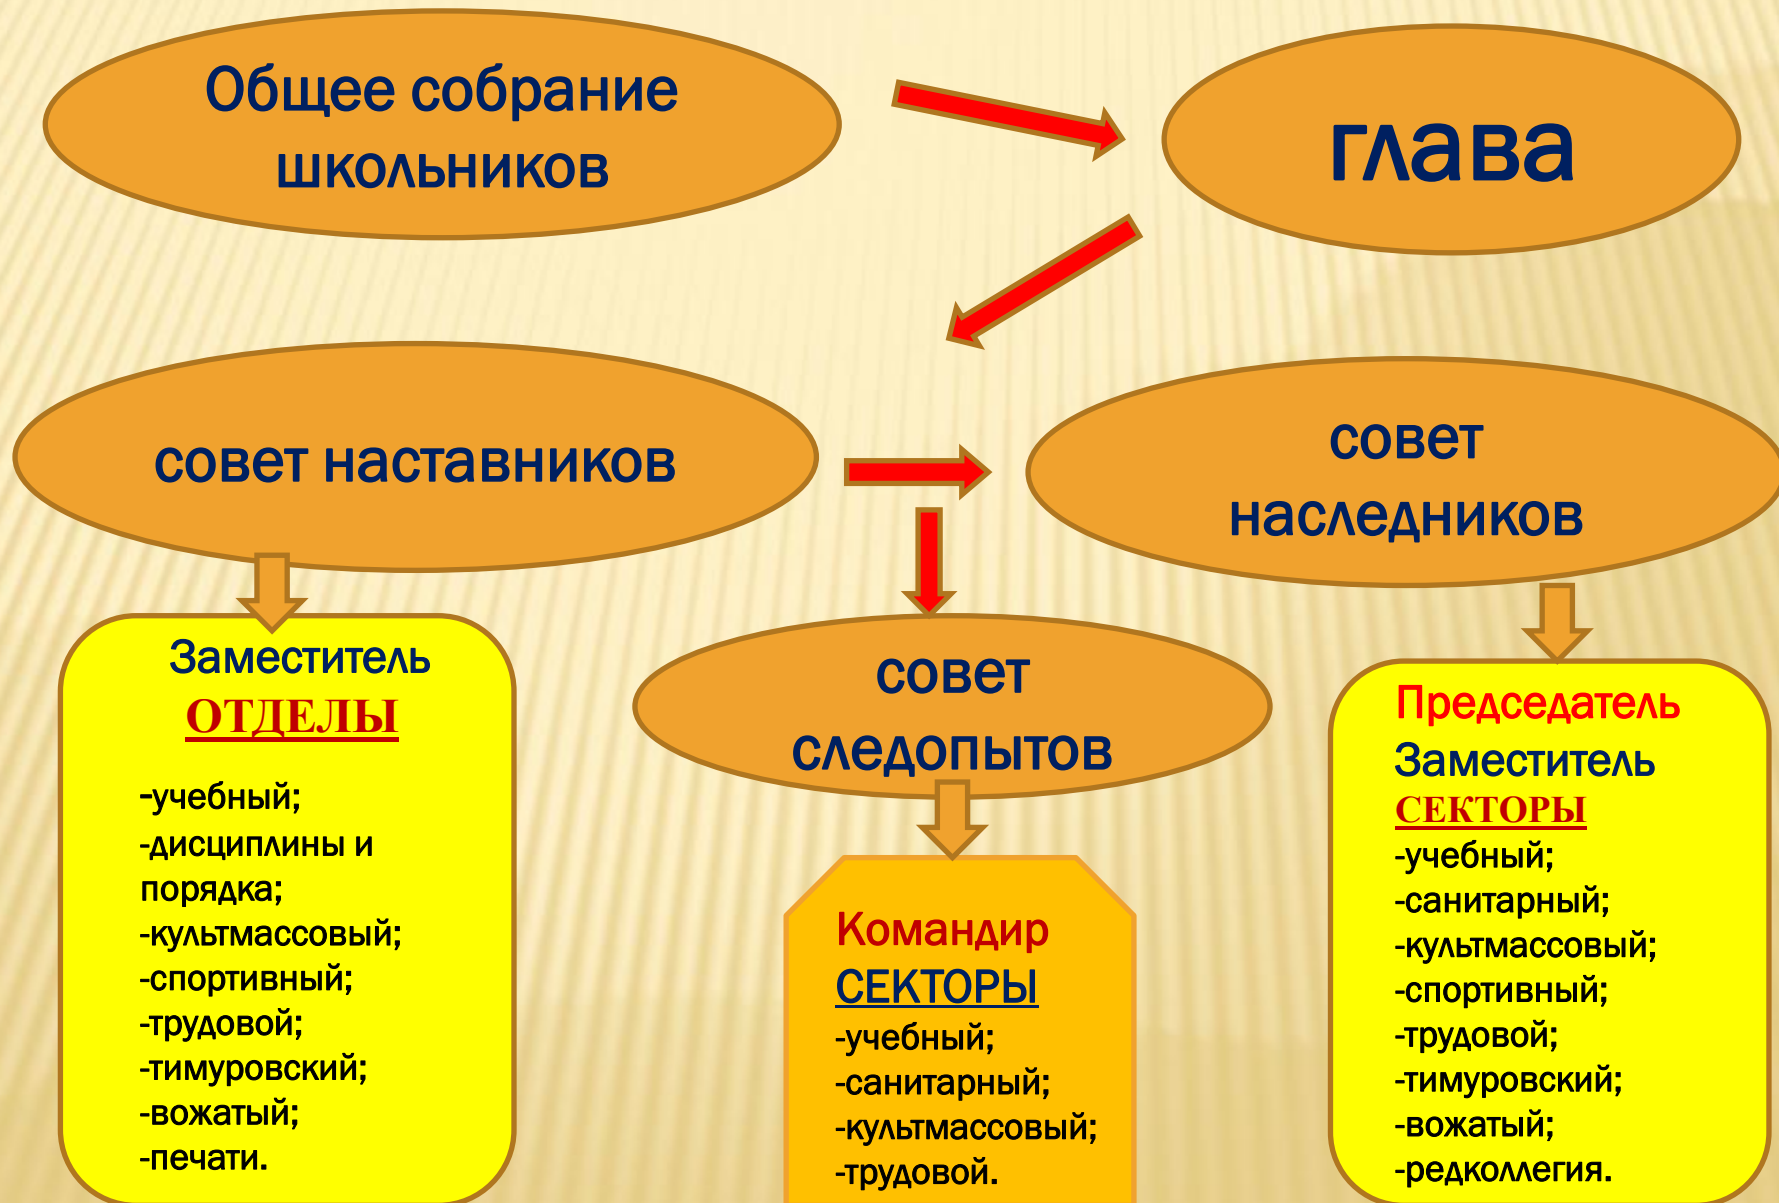 Общее собрание
школьников
глава
совет наставников
совет
наследников
совет
следопытов
Заместитель
ОТДЕЛЫ
-учебный;
-дисциплины и
порядка;
-культмассовый;
-спортивный;
-трудовой;
-тимуровский;
-вожатый;
-печати.
Командир
СЕКТОРЫ
-учебный;
-санитарный;
-культмассовый;
-трудовой.
Председатель
Заместитель
СЕКТОРЫ
-учебный;
-санитарный;
-культмассовый;
-спортивный;
-трудовой;
-тимуровский;
-вожатый;
-редколлегия.